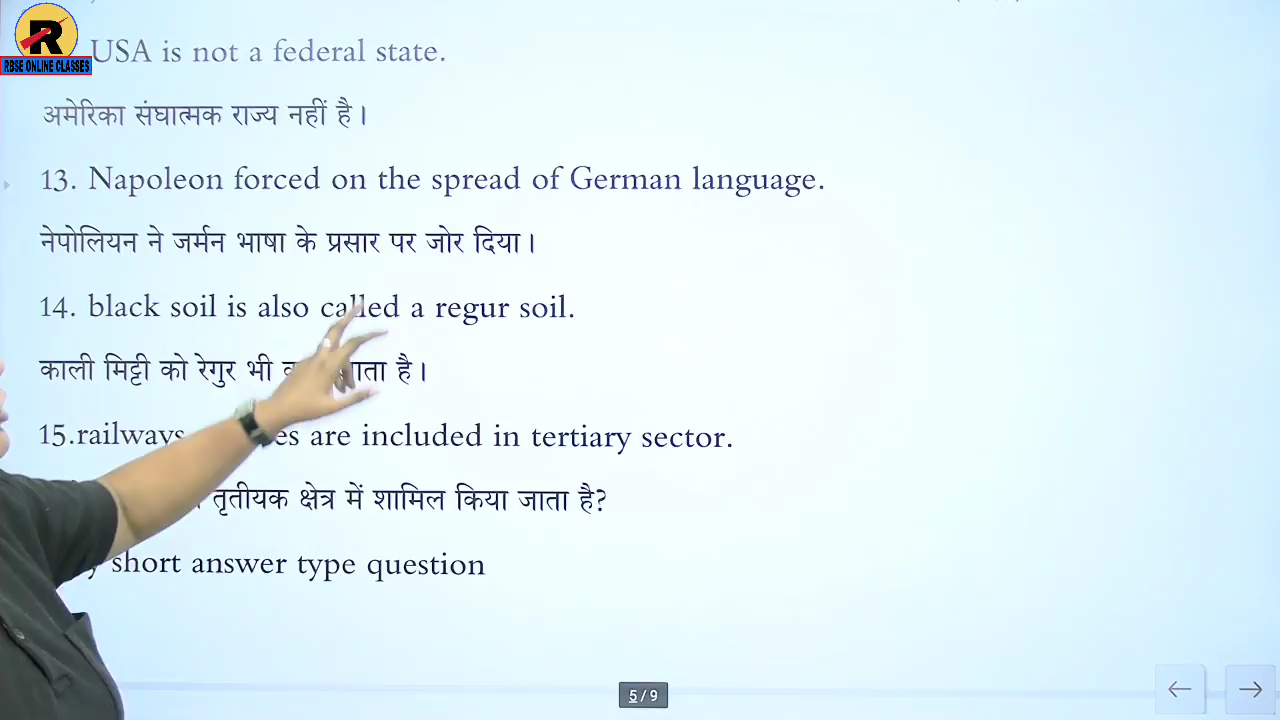 R
RBSE ONLINE CLASSES
USA is not a federal state.
अमेरिका संघात्मक राज्य नहीं है।
13. Napoleon forced on the spread of German language.
नेपोलियन ने जर्मन भाषा के प्रसार पर जोर दिया।
14. black soil is also called a regur soil.
काली मिट्टी को रेगुर भी जाता है।
15.railways are included in tertiary sector.
तृतीयक क्षेत्र में शामिल किया जाता है?
short answer type question
5/9